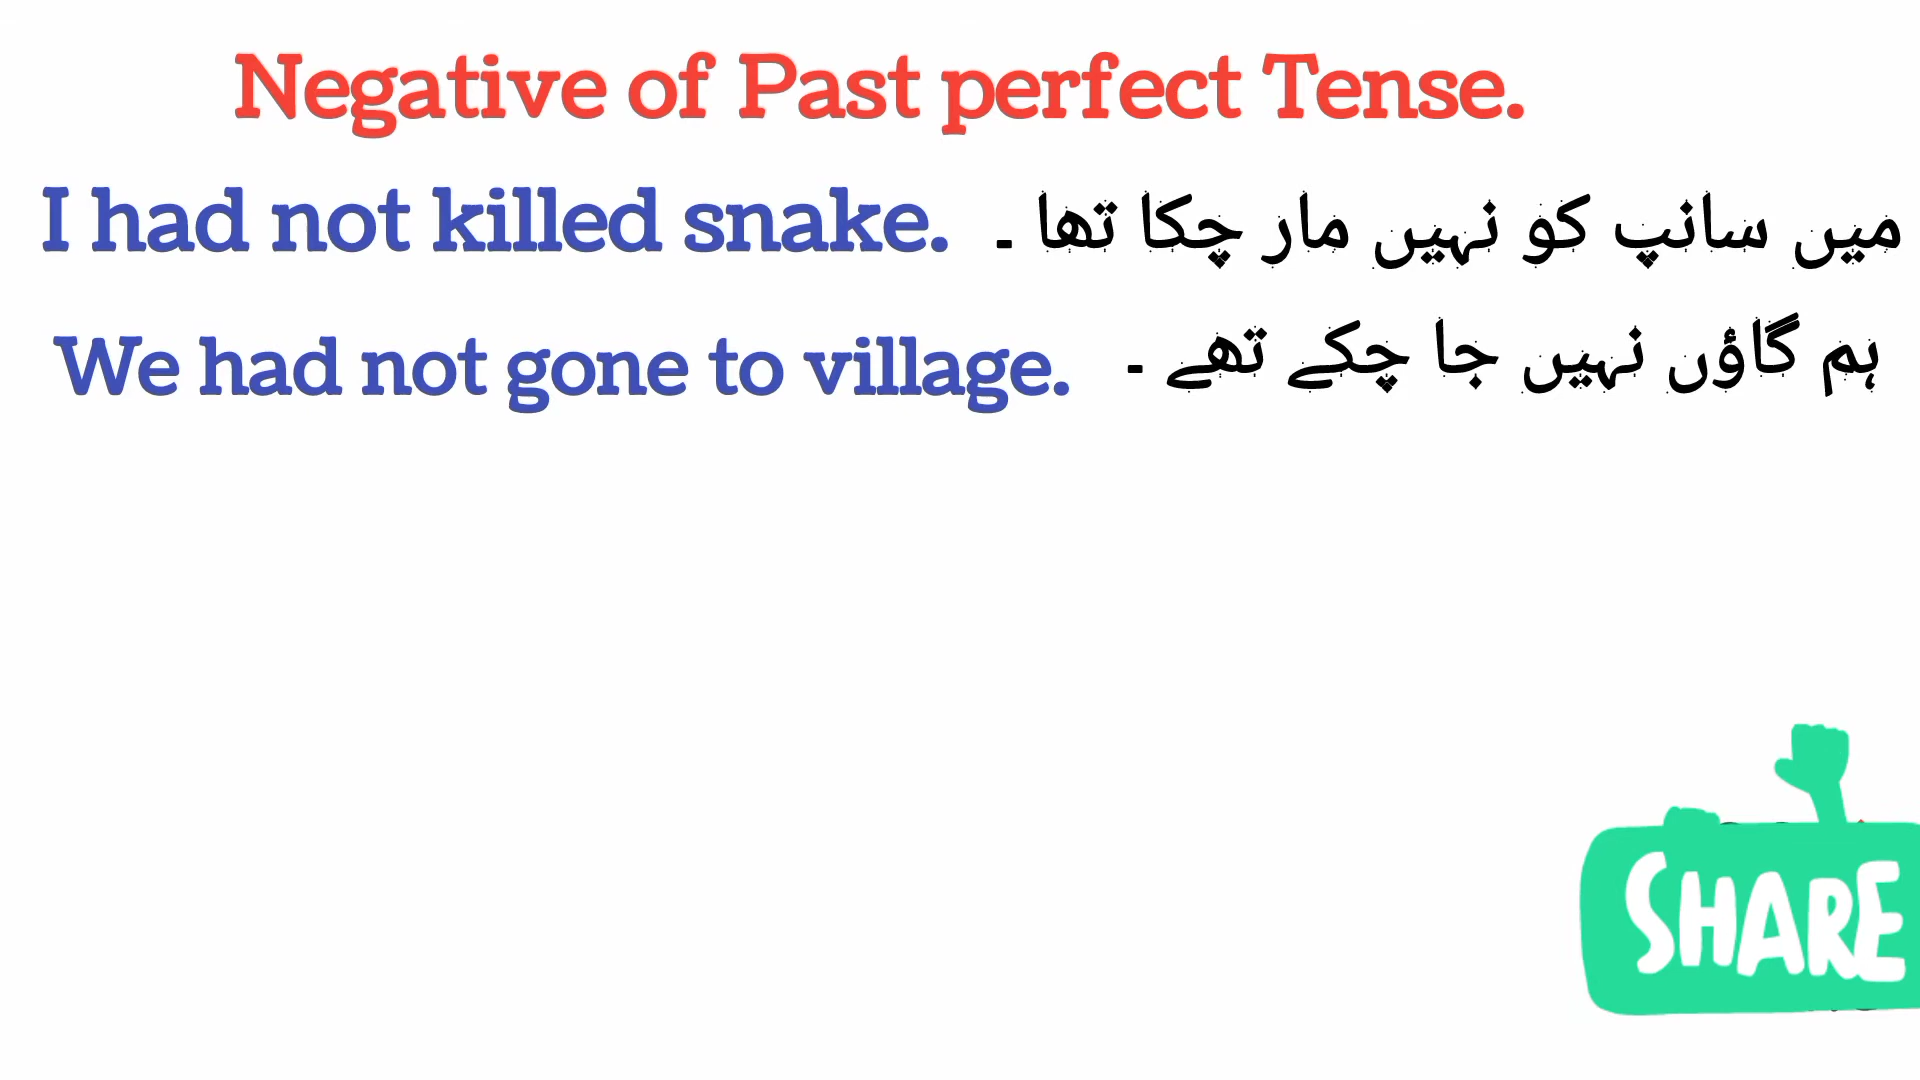 Negative of Past perfect Tense.
I had not killed snake. میں سانپ کو نہیں مار چکا تھا ۔
We had not gone to village. ہم گاؤں نہیں جا چکے تھے ۔
SHARE